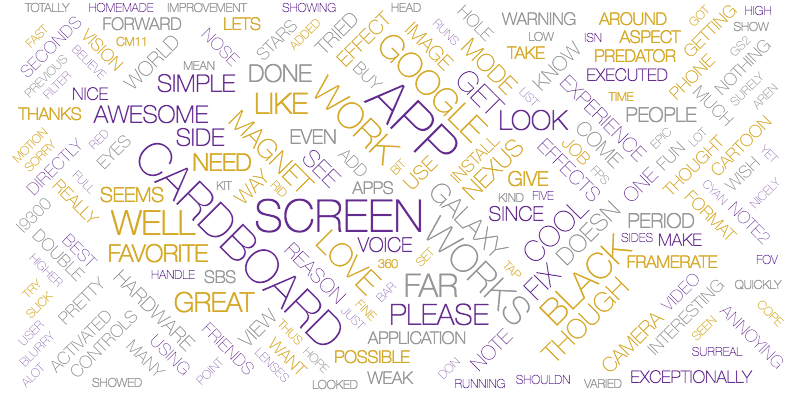 TOTALLY
HOMEMADE
IMPROVEMENT
SHOWING
HEAD
HOLE
WARNING
AROUND
GOT
HIGH
FAST
SECONDS
FORWARD
LETS
ADDED
TRIED
EFFECT
IMAGE
RUNS
LOW
ISN
ASPECT
GETTING
SHOW
VISION
CM11
NOSE
STARS
MODE
TAKE
PREDATOR
GS2
NOTHING
PREVIOUS
FILTER
BELIEVE
WORLD
MEAN
BUY
GOOGLE
KNOW
EXECUTED
PHONE
SURELY
NICE
SIMPLE
DONE
APP
GET
LIST
EXPERIENCE
TIME
MUCH
AREN
THANKS
AWESOME
LIKE
WORK
LOOK
PEOPLE
MOTION
SORRY
RED
SIDE
MAGNET
EVEN
COME
EPIC
LOT
CARTOON
DIRECTLY
EYES
NEED
SEE
ADD
BIT
USE
INSTALL
NEXUS
JOB
FPS
EFFECTS
THOUGHT
FUN
WISH
FULL
CARDBOARD
KIT
WAY
APPS
GIVE
ONE
CYAN
NICELY
I9300
REALLY
SEEMS
KIND
FIVE
GALAXY
SINCE
COOL
DOESN
FORMAT
NOTE2
WELL
SCREEN
PERIOD
DOUBLE
BEST
FAVORITE
REASON
LOVE
VOICE
SET
WORKS
SIDES
MAKE
HIGHER
HANDLE
SBS
360
TAP
FIX
BLACK
FRAMERATE
FOV
TRY
SLICK
PRETTY
HARDWARE
GREAT
JUST
FINE
BAR
FAR
THOUGH
VIDEO
QUICKLY
USER
BLURRY
ALOT
ACTIVATED
CONTROLS
MANY
USING
FRIENDS
VIEW
THUS
HOPE
PLEASE
APPLICATION
NOTE
CAMERA
INTERESTING
SEEN
ANNOYING
COPE
POINT
LENSES
WANT
POSSIBLE
DON
SURREAL
SHOWED
LOOKED
WEAK
RUNNING
SHOULDN
VARIED
EXCEPTIONALLY